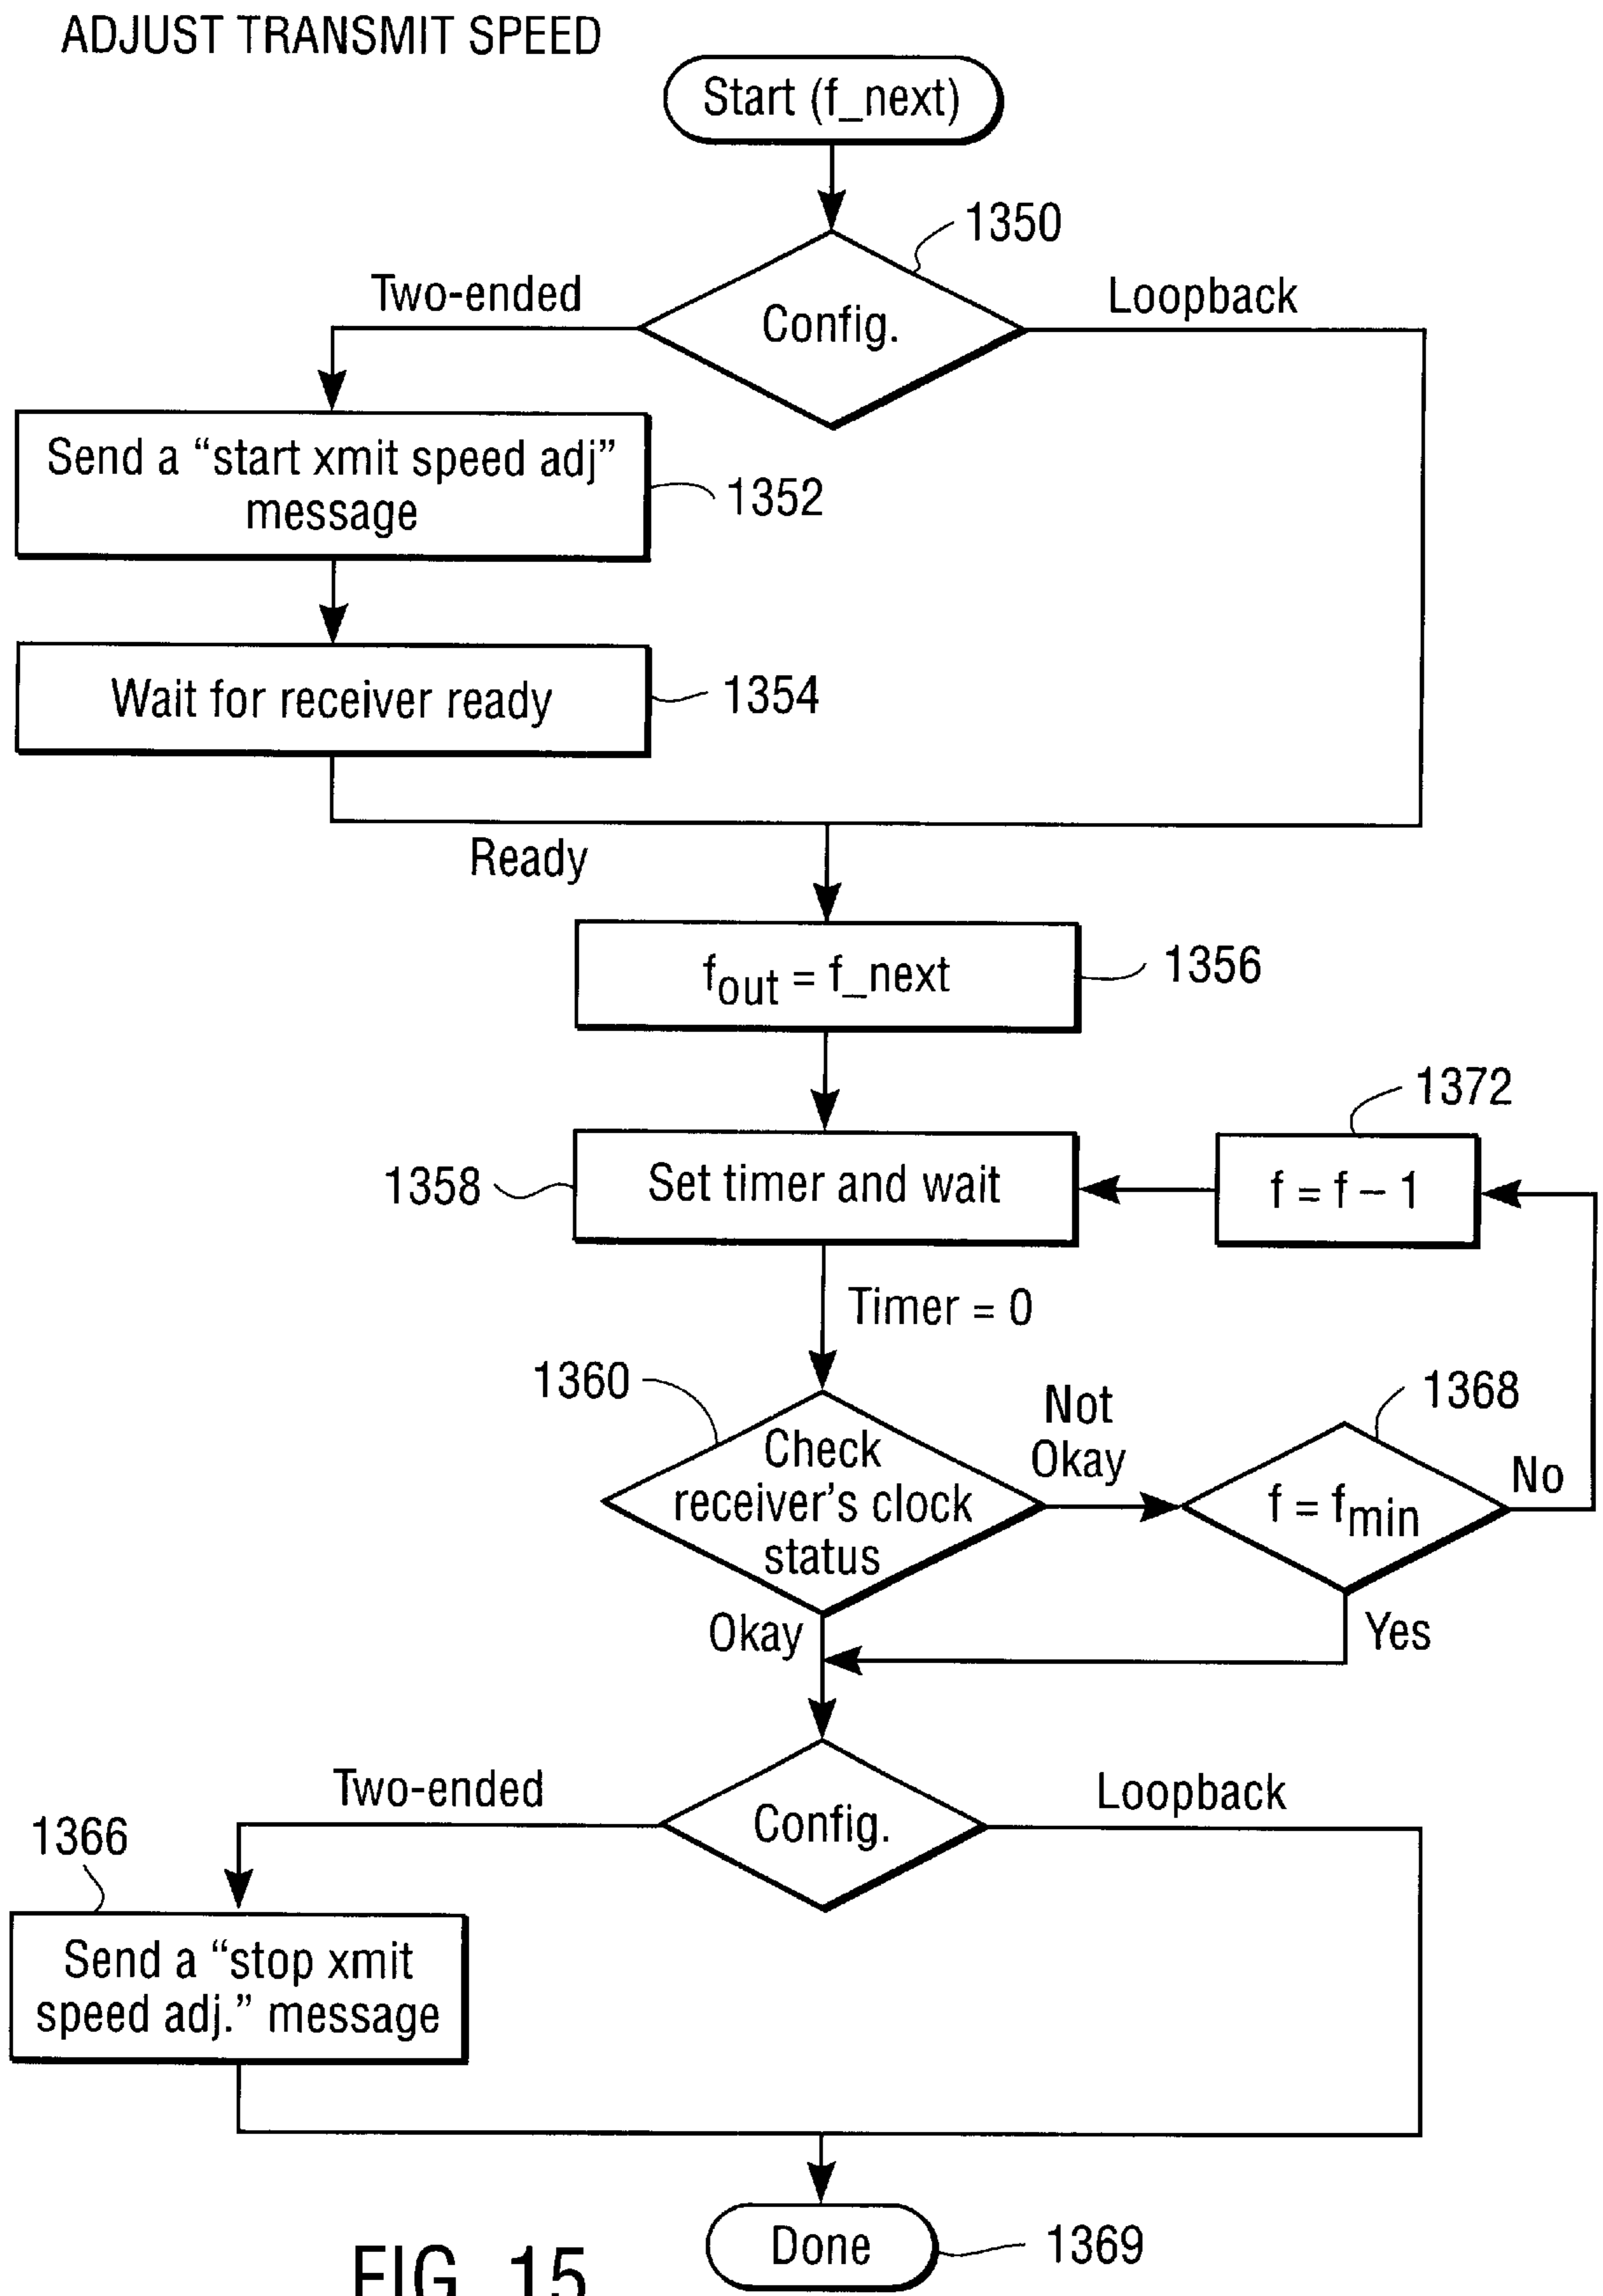 ADJUST TRANSMIT SPEED
Start (f_next)
1350
Two-ended
Loopback
Config.
Send a “start xmit speed adj”
message
1352
Wait for receiver ready
1354
Ready
fout = f_next
1356
1372
1358
Set timer and wait
f = f – 1
Timer = 0
1360
1368
Not
Okay
Check
receiver’s clock
status
f = fmin
No
Okay
Yes
Two-ended
Loopback
Config.
1366
Send a “stop xmit
speed adj.” message
Done
1369
FIG. 15